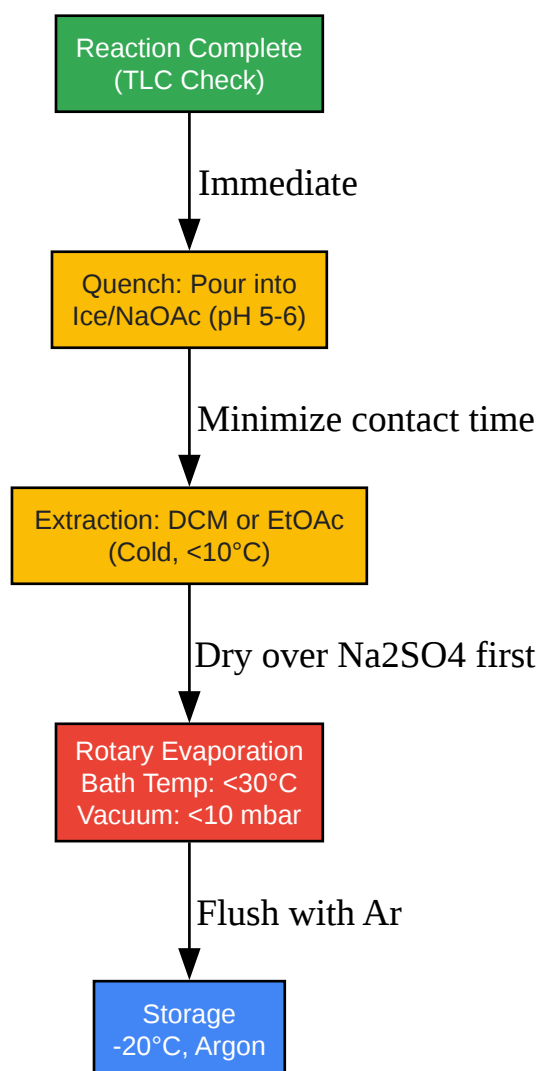 Reaction Complete
(TLC Check)
Immediate
Quench: Pour into
Ice/NaOAc (pH 5-6)
Minimize contact time
Extraction: DCM or EtOAc
(Cold, <10°C)
Dry over Na2SO4 first
Rotary Evaporation
Bath Temp: <30°C
Vacuum: <10 mbar
Flush with Ar
Storage
-20°C, Argon